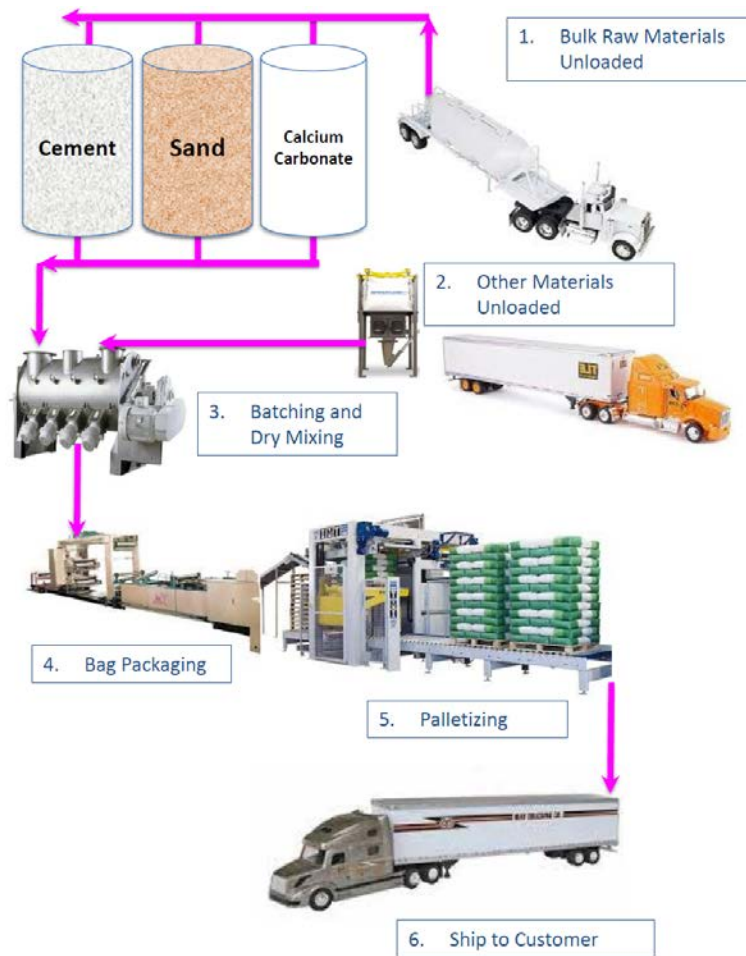 1. Bulk Raw Materials
Unloaded
Cement
Sand
Calcium
Carbonate
2. Other Materials
Unloaded
3. Batching and
Dry Mixing
4. Bag Packaging
5. Palletizing
6. Ship to Customer